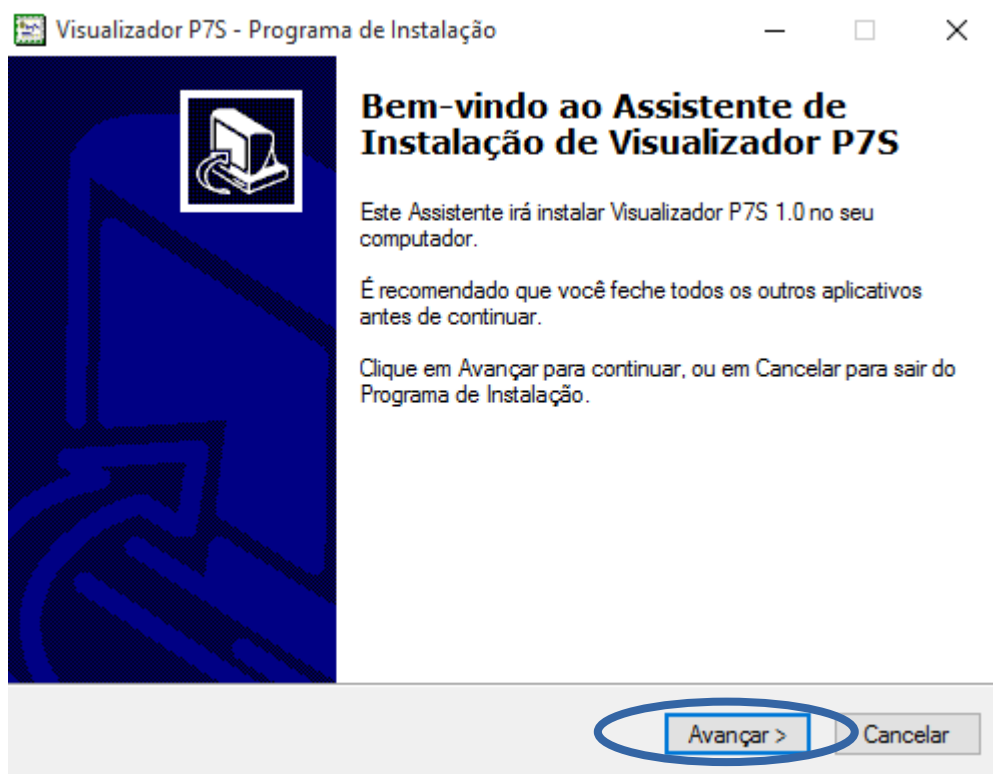 Visualizador P7S - Programa de Instalação
Bem-vindo ao Assistente de
Instalação de Visualizador P7S
Este Assistente irá instalar Visualizador P7S 1.0 no seu
computador.
É recomendado que você feche todos os outros aplicativos
antes de continuar.
Clique em Avançar para continuar, ou em Cancelar para sair do
Programa de Instalação.
Avançar >
Cancelar